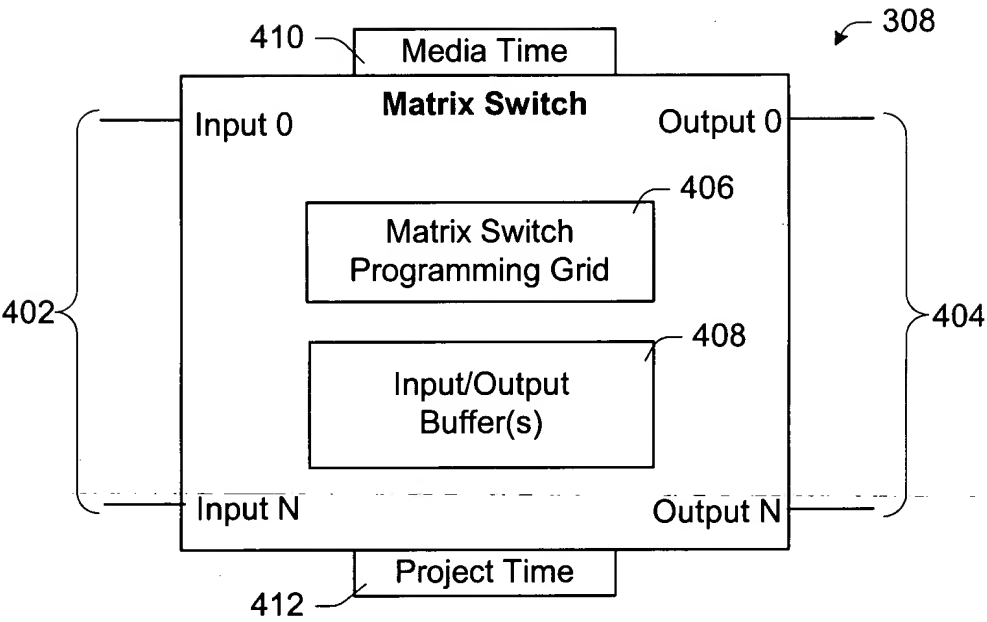 308
410
Media Time
Matrix Switch
Input 0
Output 0
406
Matrix Switch
Programming Grid
402
404
408
Input/Output
Buffer(s)
Input N
Output N
Project Time
412